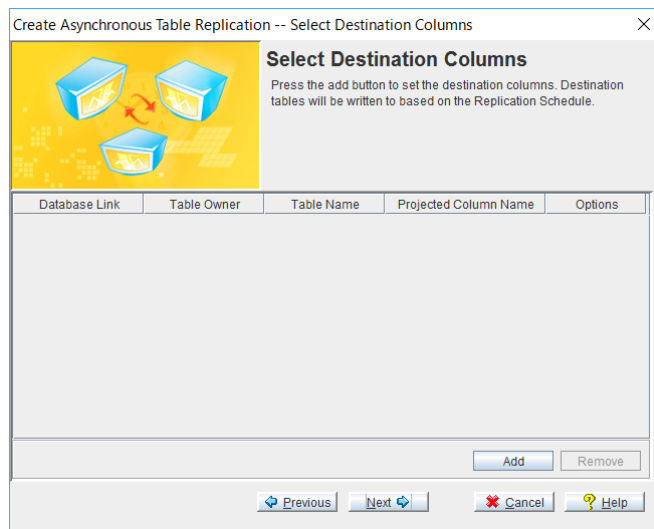 Create Asynchronous Table Replication -- Select Destination Columns
Select Destination Columns
Press the add button to set the destination columns. Destination
tables will be written to based on the Replication Schedule.
Database Link Table Owner Table Name Projected Column Name Options
Add Remove
Previous Next Cancel Help